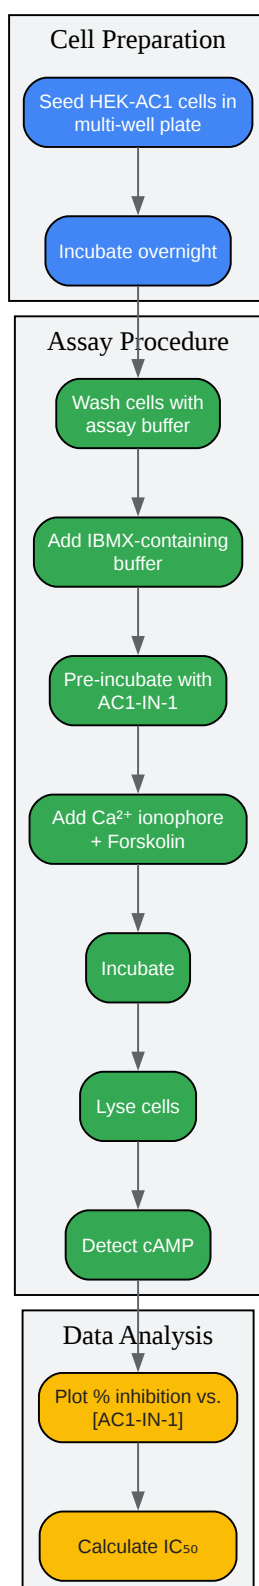 Cell Preparation
Seed HEK-AC1 cells in
multi-well plate
Incubate overnight
Assay Procedure
Wash cells with
assay buffer
Add IBMX-containing
buffer
Pre-incubate with
AC1-IN-1
Add Ca²⁺ ionophore
+ Forskolin
Incubate
Lyse cells
Detect cAMP
Data Analysis
Plot % inhibition vs.
[AC1-IN-1]
Calculate IC₅₀